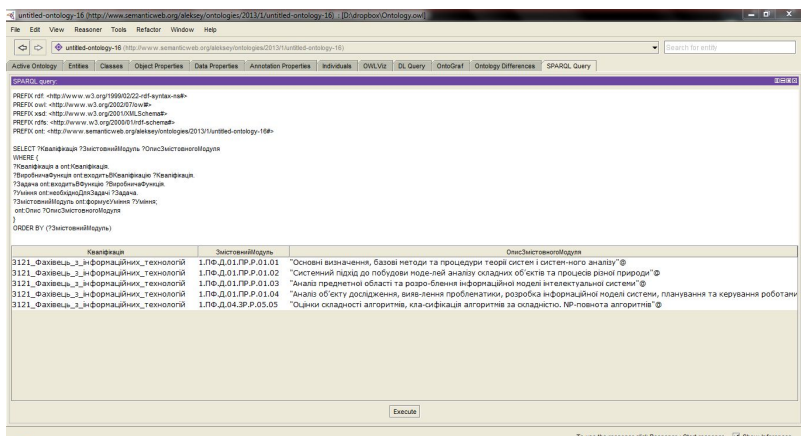 untitled-ontology-16 (http://www.semanticweb.org/aleksey/ontologies/2013/1/untitled-ontology-16) : [D:\dropbox\Ontology.owl]
File Edit View Reasoner Tools Refactor Window Help
untitled-ontology-16 (http://www.semanticweb.org/aleksey/ontologies/2013/1/untitled-ontology-16) Search for entity
Active Ontology Entities Classes Object Properties Data Properties Annotation Properties Individuals OWLViz DL Query OntoGraf Ontology Differences SPARQL Query
SPARQL query:
PREFIX rdf: <http://www.w3.org/1999/02/22-rdf-syntax-ns#>
PREFIX owl: <http://www.w3.org/2002/07/owl#>
PREFIX xsd: <http://www.w3.org/2001/XMLSchema#>
PREFIX rdfs: <http://www.w3.org/2000/01/rdf-schema#>
PREFIX ont: <http://www.semanticweb.org/aleksey/ontologies/2013/1/untitled-ontology-16#>
SELECT ?Кваліфікація ?ЗмістовнийМодуль ?ОписЗмістовногоМодуля
WHERE {
?Кваліфікація a ont:Кваліфікація.
?ВиробничаФункція ont:входитьВКваліфікацію ?Кваліфікація.
?Задача ont:входитьВФункцію ?ВиробничаФункція.
?Уміння ont:необхідноДляЗадачі ?Задача.
?ЗмістовнийМодуль ont:формуєУміння ?Уміння;
ont:Опис ?ОписЗмістовногоМодуля
}
ORDER BY (?ЗмістовнийМодуль)
Кваліфікація ЗмістовнийМодуль ОписЗмістовногоМодуля
3121_Фахівець_з_інформаційних_технологій 1.ПФ.Д.01.ПР.Р.01.01 "Основні визначення, базові методи та процедури теорії систем і систем-ного аналізу"@
3121_Фахівець_з_інформаційних_технологій 1.ПФ.Д.01.ПР.Р.01.02 "Системний підхід до побудови моде-лей аналізу складних об'єктів та процесів різної природи"@
3121_Фахівець_з_інформаційних_технологій 1.ПФ.Д.01.ПР.Р.01.03 "Аналіз предметної області та розро-блення інформаційної моделі інтелектуальної системи"@
3121_Фахівець_з_інформаційних_технологій 1.ПФ.Д.01.ПР.Р.01.04 "Аналіз об'єкту дослідження, вияв-лення проблематики, розробка інформаційної моделі системи, планування та керування роботами
3121_Фахівець_з_інформаційних_технологій 1.ПФ.Д.04.ЗР.Р.05.05 "Оцінки складності алгоритмів, кла-сифікація алгоритмів за складністю. NP-повнота алгоритмів"@
Execute